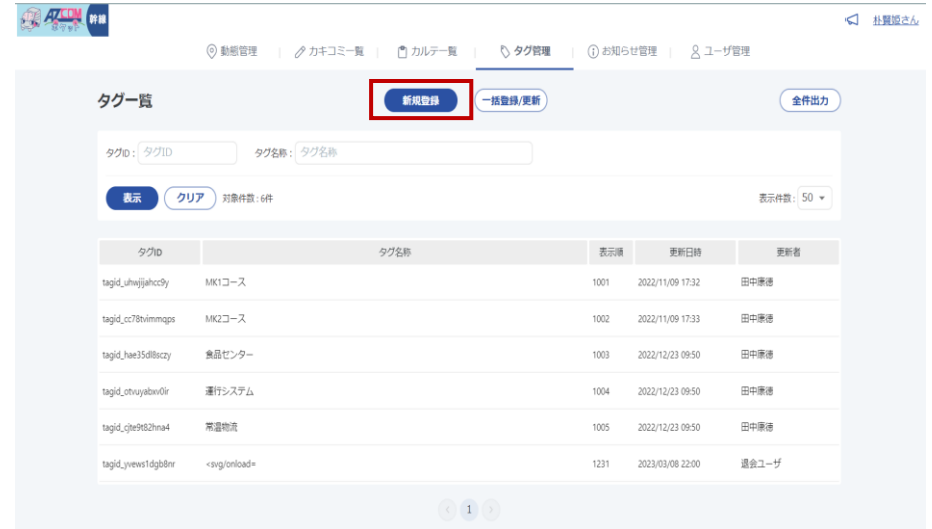 AZCOM 幹線
朴賢姫さん
動態管理 カキコミ一覧 カルテ一覧 タグ管理 お知らせ管理 ユーザ管理
タグ一覧 新規登録 一括登録/更新 全件出力
タグID: タグID タグ名称: タグ名称
表示 クリア 対象件数:6件 表示件数: 50
タグID タグ名称 表示順 更新日時 更新者
tagid_uhwjijahcc9y MK1コース 1001 2022/11/09 17:32 田中康徳
tagid_cc78tvimmqps MK2コース 1002 2022/11/09 17:33 田中康徳
tagid_hae35dl8sczy 食品センター 1003 2022/12/23 09:50 田中康徳
tagid_otvuyabxv0ir 運行システム 1004 2022/12/23 09:50 田中康徳
tagid_cjte9t82hna4 常温物流 1005 2022/12/23 09:50 田中康徳
tagid_yvews1dgb8nr <svg/onload= 1231 2023/03/08 22:00 退会ユーザ
1